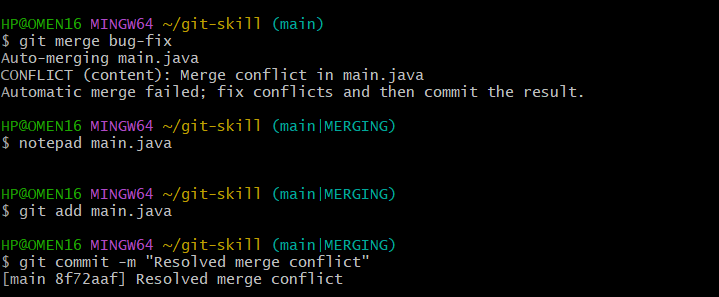 HP@OMEN16 MINGW64 ~/git-skill (main)
$ git merge bug-fix
Auto-merging main.java
CONFLICT (content): Merge conflict in main.java
Automatic merge failed; fix conflicts and then commit the result.
HP@OMEN16 MINGW64 ~/git-skill (main|MERGING)
$ notepad main.java
HP@OMEN16 MINGW64 ~/git-skill (main|MERGING)
$ git add main.java
HP@OMEN16 MINGW64 ~/git-skill (main|MERGING)
$ git commit -m "Resolved merge conflict"
[main 8f72aaf] Resolved merge conflict